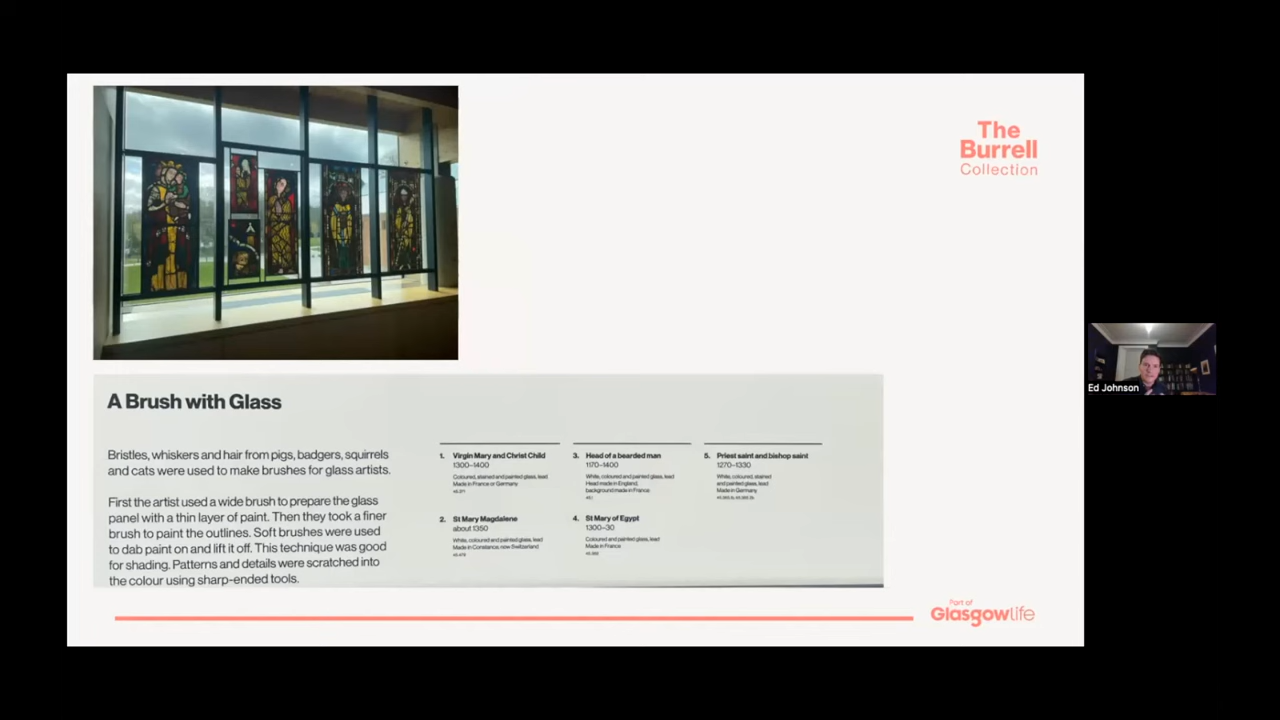 The
Burrell
Collection
A Brush with Glass
Bristles, whiskers and hair from pigs, badgers, squirrels
and cats were used to make brushes for glass artists.
First the artist used a wide brush to prepare the glass
panel with a thin layer of paint. Then they took a finer
brush to paint the outlines. Soft brushes were used
to dab paint on and lift it off. This technique was good
for shading. Patterns and details were scratched into
the colour using sharp-ended tools.
1. Virgin Mary and Christ Child
1300–1400
Coloured, stained and painted glass, lead
Made in France or Germany
2. St Mary Magdalene
about 1350
White, coloured and painted glass, lead
Made in Constance, now Switzerland
3. Head of a bearded man
1170–1400
White, coloured and painted glass, lead
Head made in England,
background made in France
4. St Mary of Egypt
1300–30
Coloured and painted glass, lead
Made in France
5. Priest saint and bishop saint
1270–1330
White, coloured, stained
and painted glass, lead
Made in Germany
Part of
Glasgowlife
Ed Johnson